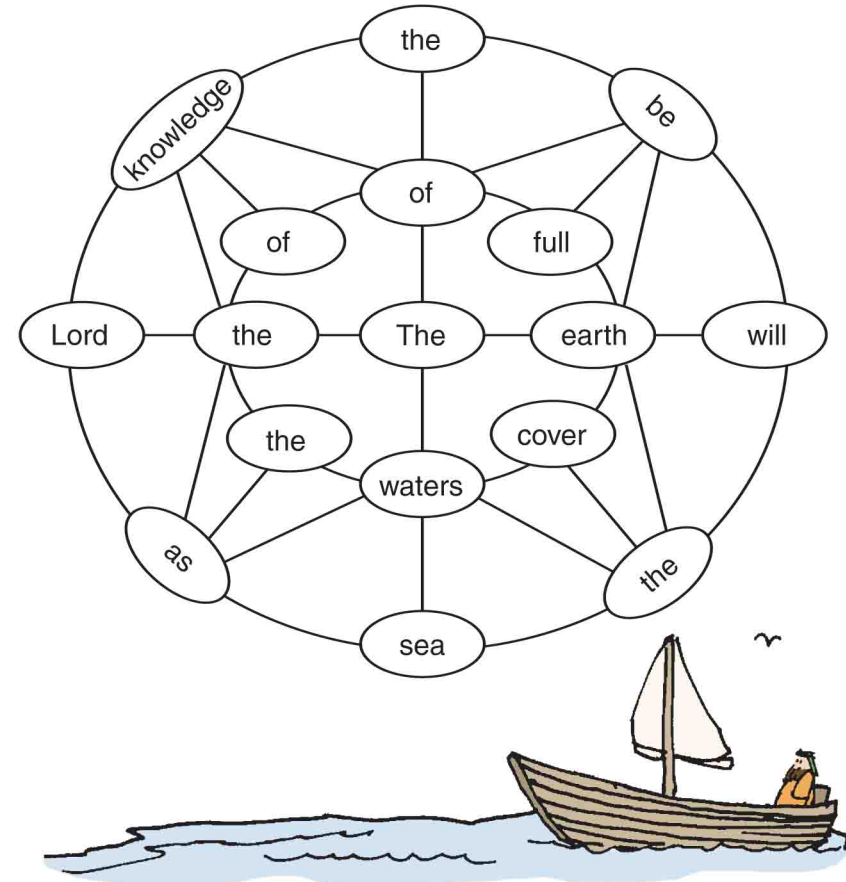 the
knowledge
be
of
of
full
Lord
the
The
earth
will
the
cover
waters
as
the
sea